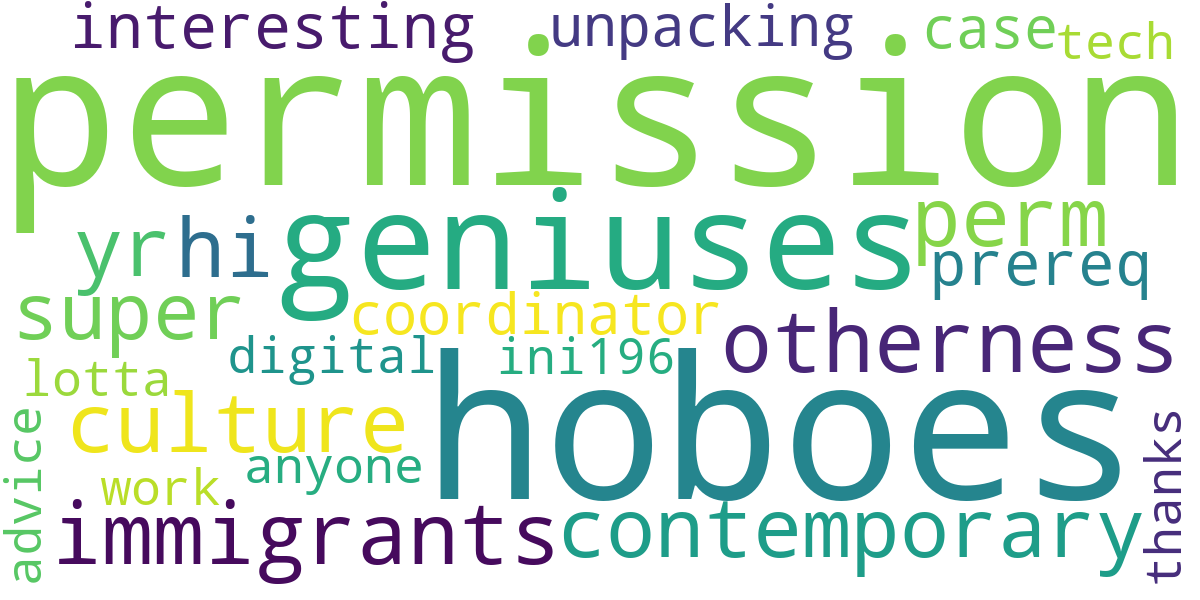 interesting
unpacking
case
tech
permission
yr
hi
geniuses
perm
prereq
super
coordinator
otherness
digital
ini196
lotta
hoboes
culture
anyone
advice
work
thanks
immigrants
contemporary